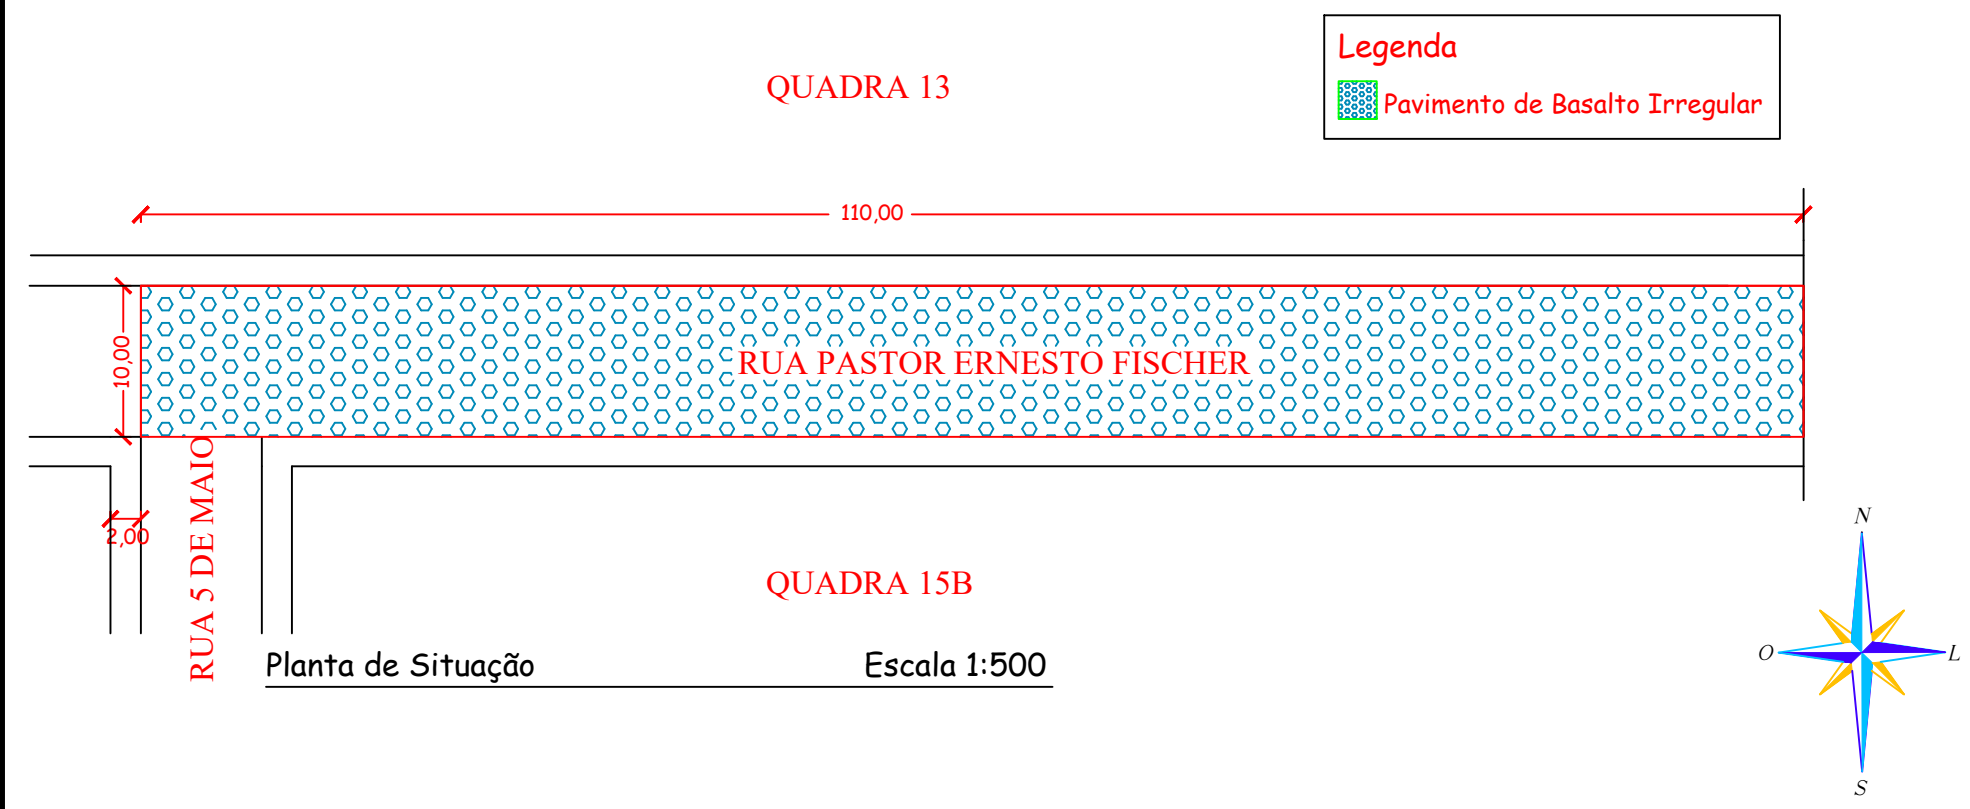 Legenda
QUADRA 13
Pavimento de Basalto Irregular
110,00
10,00
RUA PASTOR ERNESTO FISCHER
RUA 5 DE MAIO
2,00
QUADRA 15B
N
O
L
S
Planta de Situação
Escala 1:500